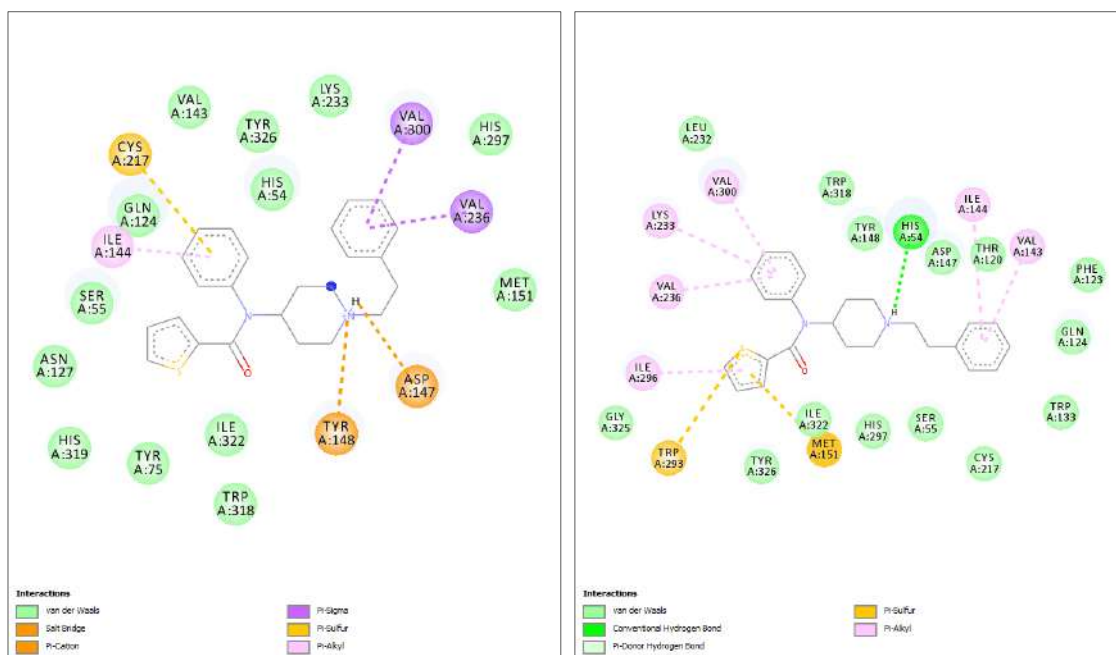 LYS
A:233
VAL
A:143
VAL
A:300
TYR
A:326
HIS
A:297
CYS
A:217
HIS
A:54
GLN
A:124
VAL
A:236
ILE
A:144
SER
A:55
MET
A:151
H
N
N
S
O
ASN
A:127
ASP
A:147
TYR
A:148
ILE
A:322
HIS
A:319
TYR
A:75
TRP
A:318
Interactions
van der Waals
Salt Bridge
Pi-Cation
Pi-Sigma
Pi-Sulfur
Pi-Alkyl
LEU
A:232
VAL
A:300
TRP
A:318
ILE
A:144
LYS
A:233
TYR
A:148
HIS
A:54
ASP
A:147
THR
A:120
VAL
A:143
PHE
A:123
VAL
A:236
H
N
N
GLN
A:124
S
O
ILE
A:296
GLY
A:325
ILE
A:322
HIS
A:297
SER
A:55
TRP
A:133
TRP
A:293
MET
A:151
TYR
A:326
CYS
A:217
Interactions
van der Waals
Conventional Hydrogen Bond
Pi-Donor Hydrogen Bond
Pi-Sulfur
Pi-Alkyl